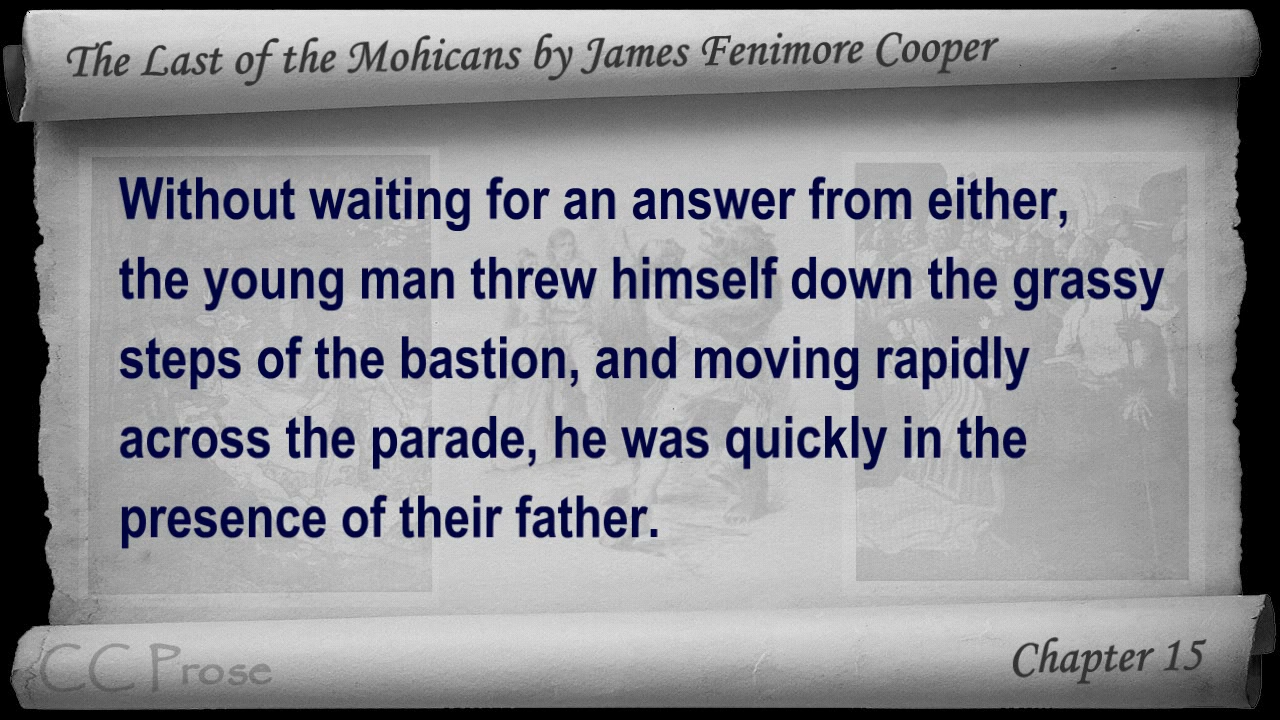 The Last of the Mohicans by James Fenimore Cooper
Without waiting for an answer from either,
the young man threw himself down the grassy
steps of the bastion, and moving rapidly
across the parade, he was quickly in the
presence of their father.
CC Prose
Chapter 15